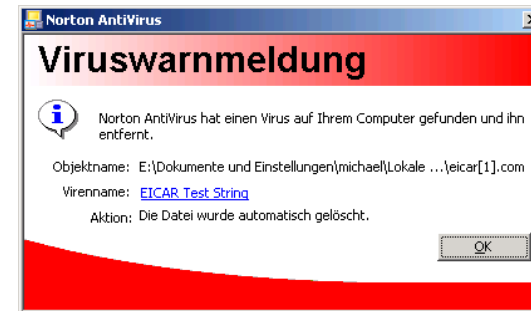 Norton AntiVirus
Viruswarnmeldung
Norton AntiVirus hat einen Virus auf Ihrem Computer gefunden und ihn
entfernt.
Objektname: E:\Dokumente und Einstellungen\michael\Lokale ...\eicar[1].com
Virenname: EICAR Test String
Aktion: Die Datei wurde automatisch gelöscht.
OK